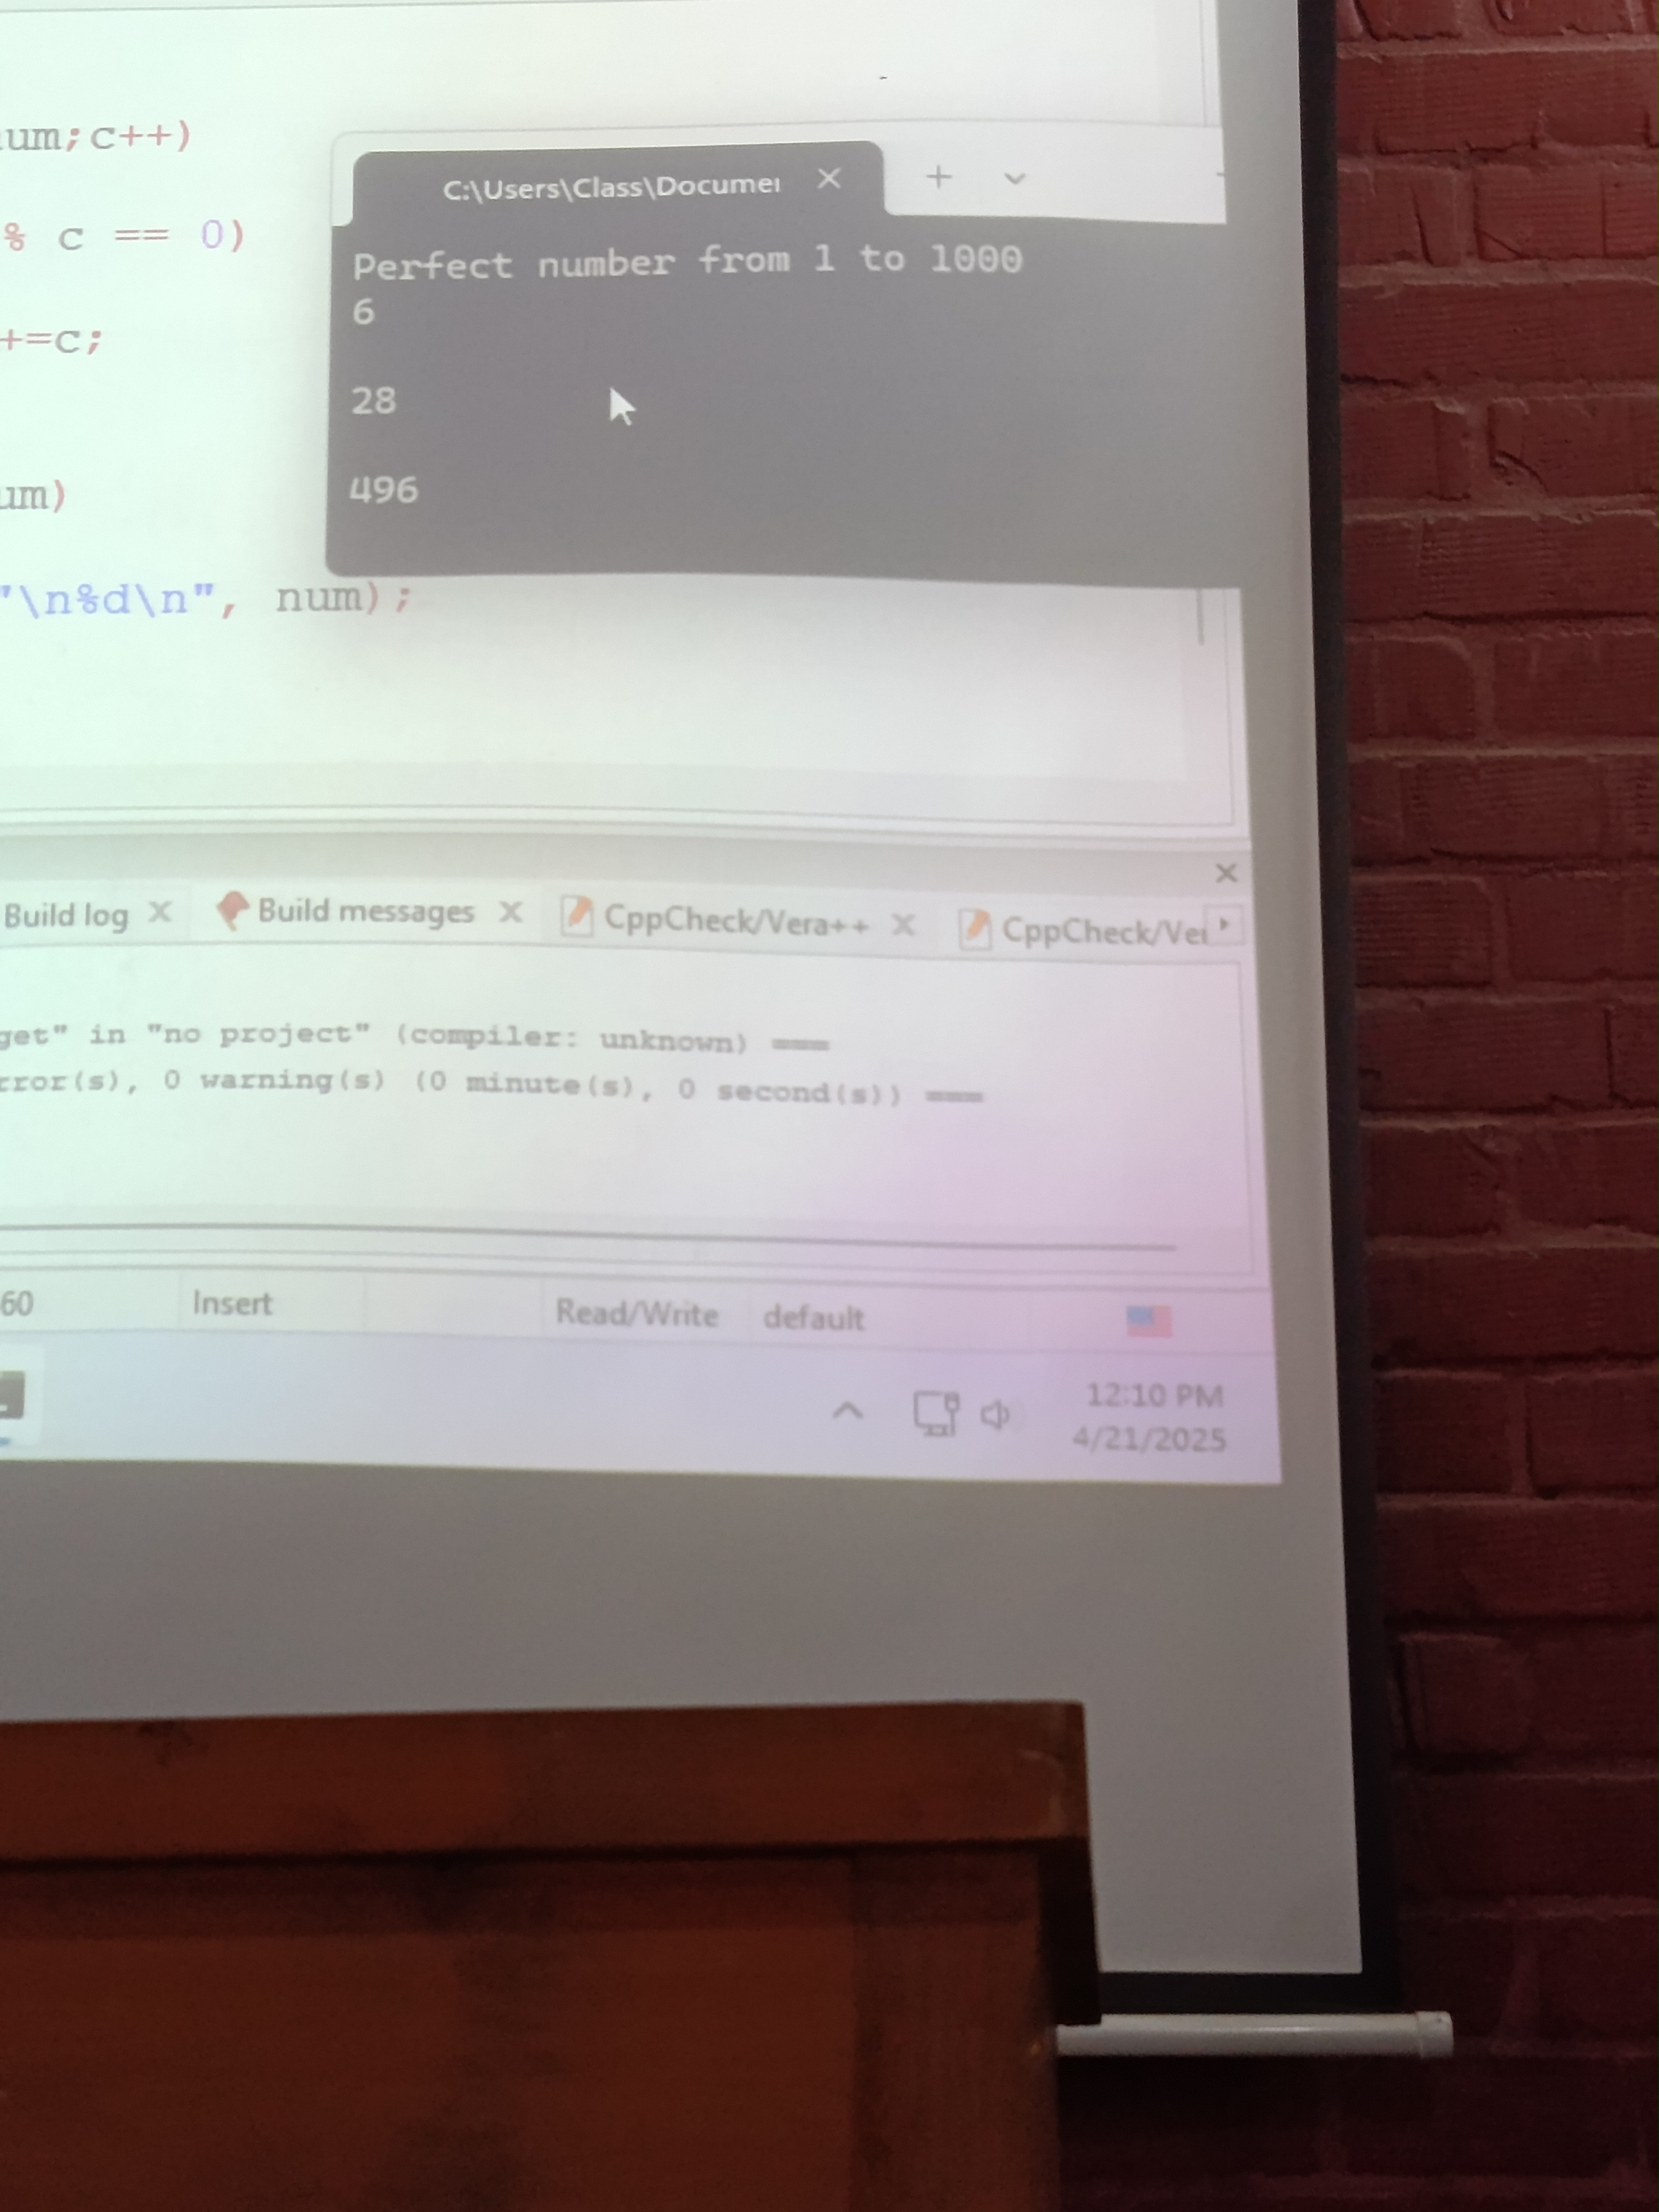 um;c++)
% c == 0)
+=c;
um)
"\n%d\n", num);
C:\Users\Class\Documei
Perfect number from 1 to 1000
6
28
496
Build log
Build messages
CppCheck/Vera++
CppCheck/Vei
get" in "no project" (compiler: unknown) ===
rror(s), 0 warning(s) (0 minute(s), 0 second(s)) ===
60 Insert Read/Write default
12:10 PM
4/21/2025